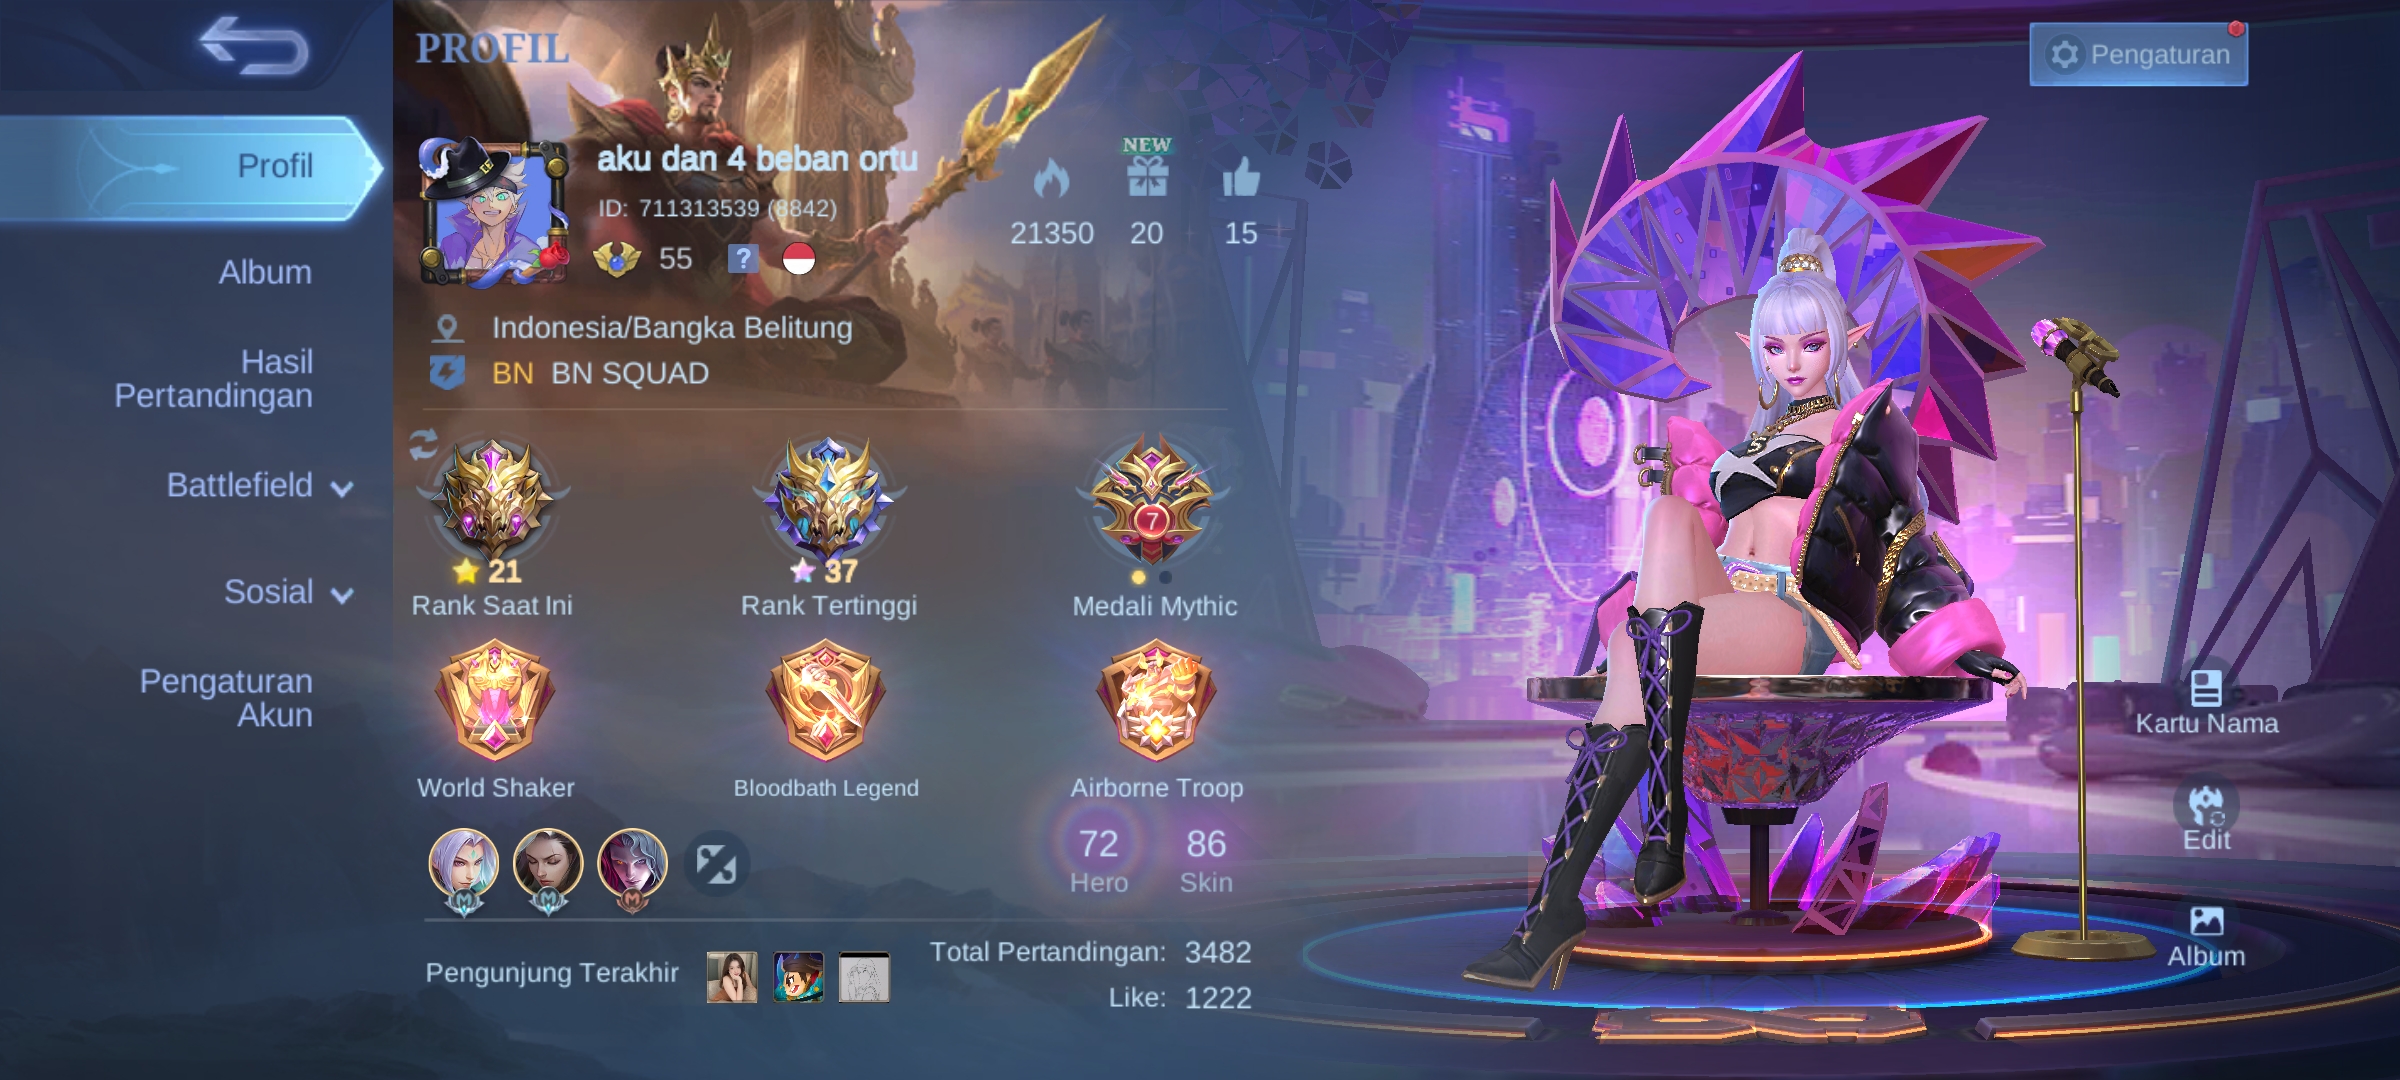 PROFIL
Pengaturan
Profil
Album
Hasil
Pertandingan
Battlefield
Sosial
Pengaturan
Akun
aku dan 4 beban ortu
ID: 711313539 (8842)
55
?
NEW
21350
20
15
Indonesia/Bangka Belitung
BN BN SQUAD
21
Rank Saat Ini
37
Rank Tertinggi
7
Medali Mythic
World Shaker
Bloodbath Legend
Airborne Troop
M
M
M
72
Hero
86
Skin
Pengunjung Terakhir
Total Pertandingan: 3482
Like: 1222
Kartu Nama
Edit
Album